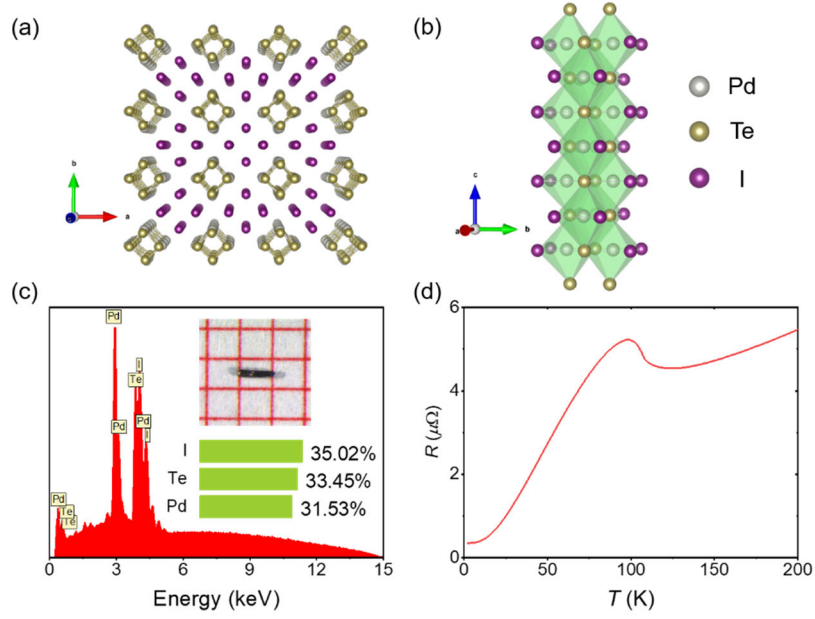 (a)
b
a
(b)
c
a
b
Pd
Te
I
(c)
Pd
I
Te
Pd
Pd
I
Pd
Te
Te
I 35.02%
Te 33.45%
Pd 31.53%
0 3 6 9 12 15
Energy (keV)
(d)
6
4
2
0
R (μΩ)
0 50 100 150 200
T (K)